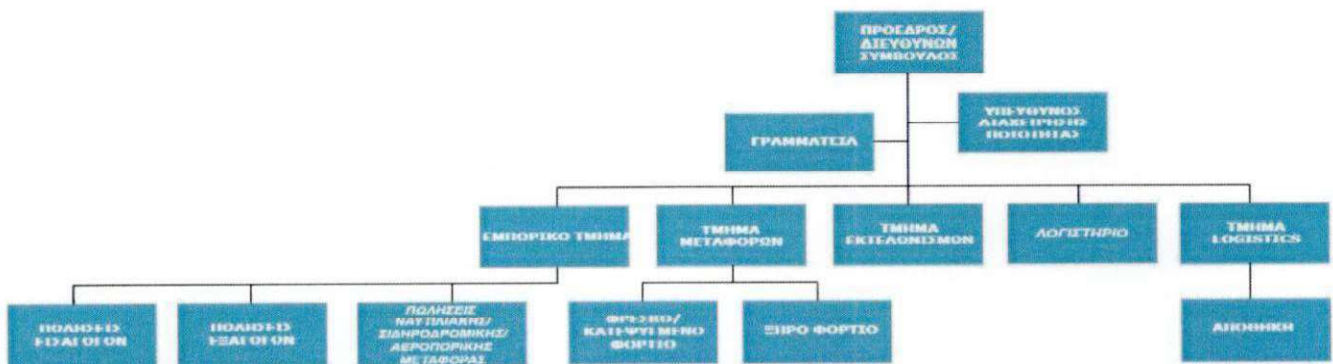 ΠΡΟΕΔΡΟΣ/
ΔΙΕΥΘΥΝΩΝ
ΣΥΜΒΟΥΛΟΣ
ΥΠΕΥΘΥΝΟΣ
ΔΙΑΧΕΙΡΗΣΗΣ
ΠΟΙΟΤΗΤΑΣ
ΓΡΑΜΜΑΤΕΙΑ
ΕΜΠΟΡΙΚΟ ΤΜΗΜΑ
ΤΜΗΜΑ
ΜΕΤΑΦΟΡΩΝ
ΤΜΗΜΑ
ΕΚΤΕΛΩΝΙΣΜΩΝ
ΛΟΓΙΣΤΗΡΙΟ
ΤΜΗΜΑ
LOGISTICS
ΠΩΛΗΣΕΙΣ
ΕΙΣΑΓΩΓΩΝ
ΠΩΛΗΣΕΙΣ
ΕΞΑΓΩΓΩΝ
ΠΩΛΗΣΕΙΣ
ΝΑΥΤΙΛΙΑΚΗΣ/
ΣΙΔΗΡΟΔΡΟΜΙΚΗΣ/
ΑΕΡΟΠΟΡΙΚΗΣ
ΜΕΤΑΦΟΡΑΣ
ΦΡΕΣΚΟ/
ΚΑΤΕΨΥΓΜΕΝΟ
ΦΟΡΤΙΟ
ΞΗΡΟ ΦΟΡΤΙΟ
ΑΠΟΘΗΚΗ